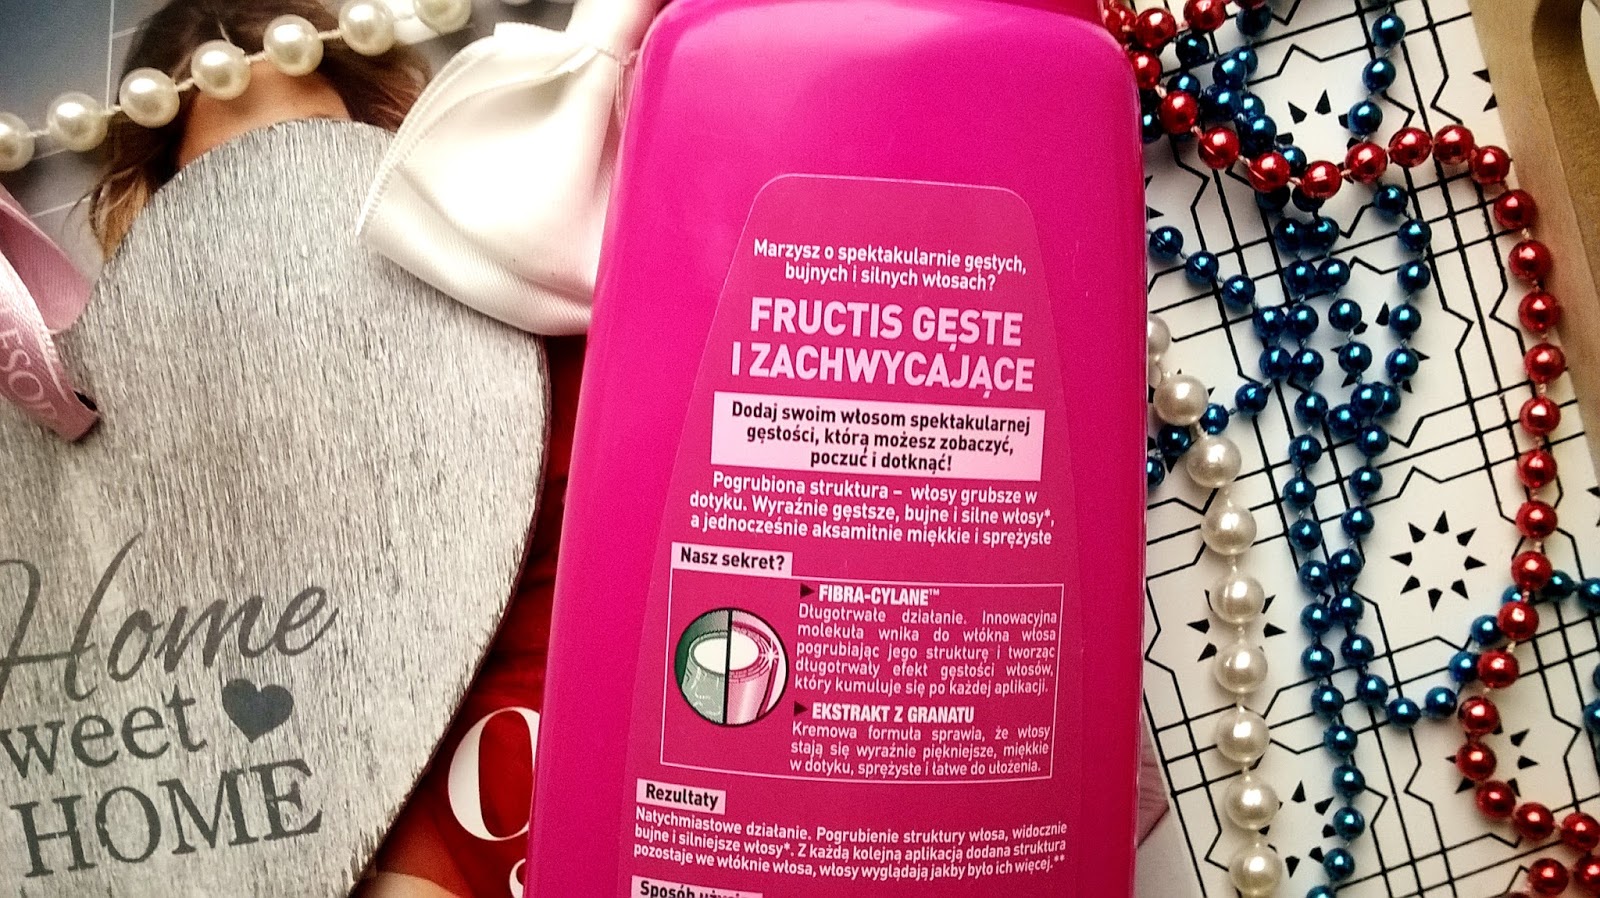 Marzysz o spektakularnie gęstych,
bujnych i silnych włosach?
FRUCTIS GĘSTE
I ZACHWYCAJĄCE
Dodaj swoim włosom spektakularnej
gęstości, którą możesz zobaczyć,
poczuć i dotknąć!
Pogrubiona struktura – włosy grubsze w
dotyku. Wyraźnie gęstsze, bujne i silne włosy*,
a jednocześnie aksamitnie miękkie i sprężyste
Nasz sekret?
FIBRA-CYLANE™
Długotrwałe działanie. Innowacyjna
molekuła wnika do włókna włosa
pogrubiając jego strukturę i tworząc
długotrwały efekt gęstości włosów,
który kumuluje się po każdej aplikacji.
EKSTRAKT Z GRANATU
Kremowa formuła sprawia, że włosy
stają się wyraźnie piękniejsze, miękkie
w dotyku, sprężyste i łatwe do ułożenia.
Rezultaty
Natychmiastowe działanie. Pogrubienie struktury włosa, widocznie
bujne i silniejsze włosy*. Z każdą kolejną aplikacją dodana struktura
pozostaje we włóknie włosa, włosy wyglądają jakby było ich więcej.**
Sposób
Home
weet
HOME